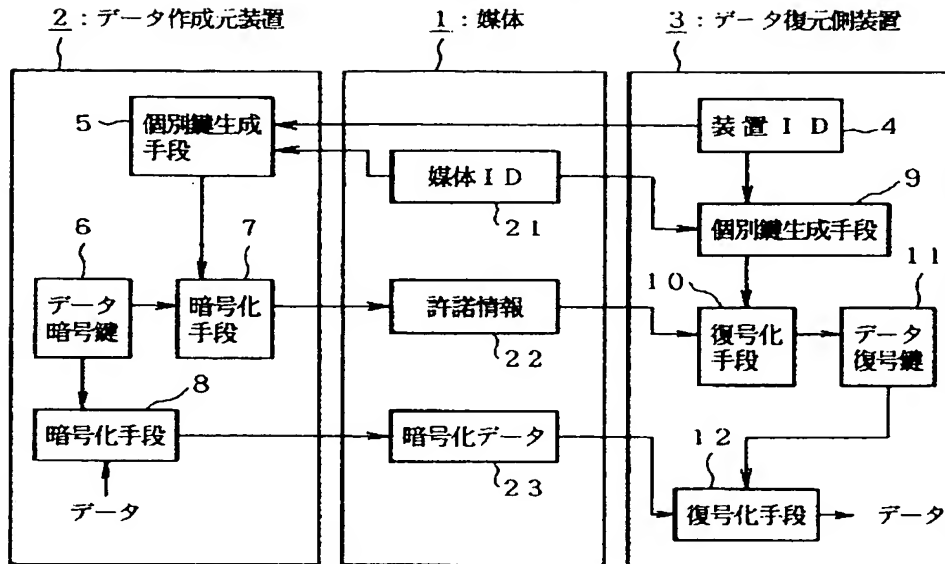 2：データ作成元装置
1：媒体
3：データ復元側装置
5
個別鍵生成
手段
装置ID
4
媒体ID
21
9
個別鍵生成手段
6
7
データ
暗号鍵
暗号化
手段
許諾情報
22
10
11
復号化
手段
データ
復号鍵
8
暗号化手段
暗号化データ
23
12
復号化手段
データ
データ